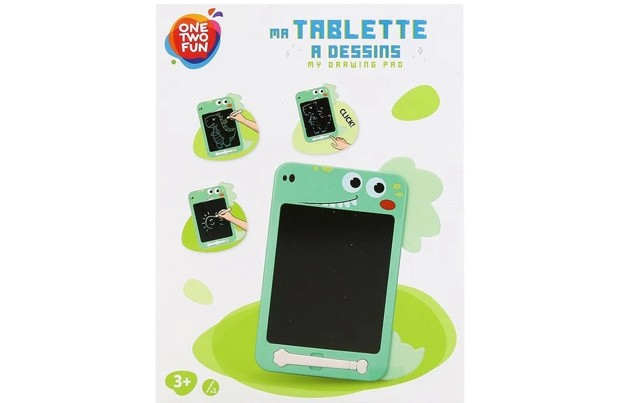 ONE
TWO
FUN
MA TABLETTE
A DESSINS
MY DRAWING PAD
CLICK!
3+